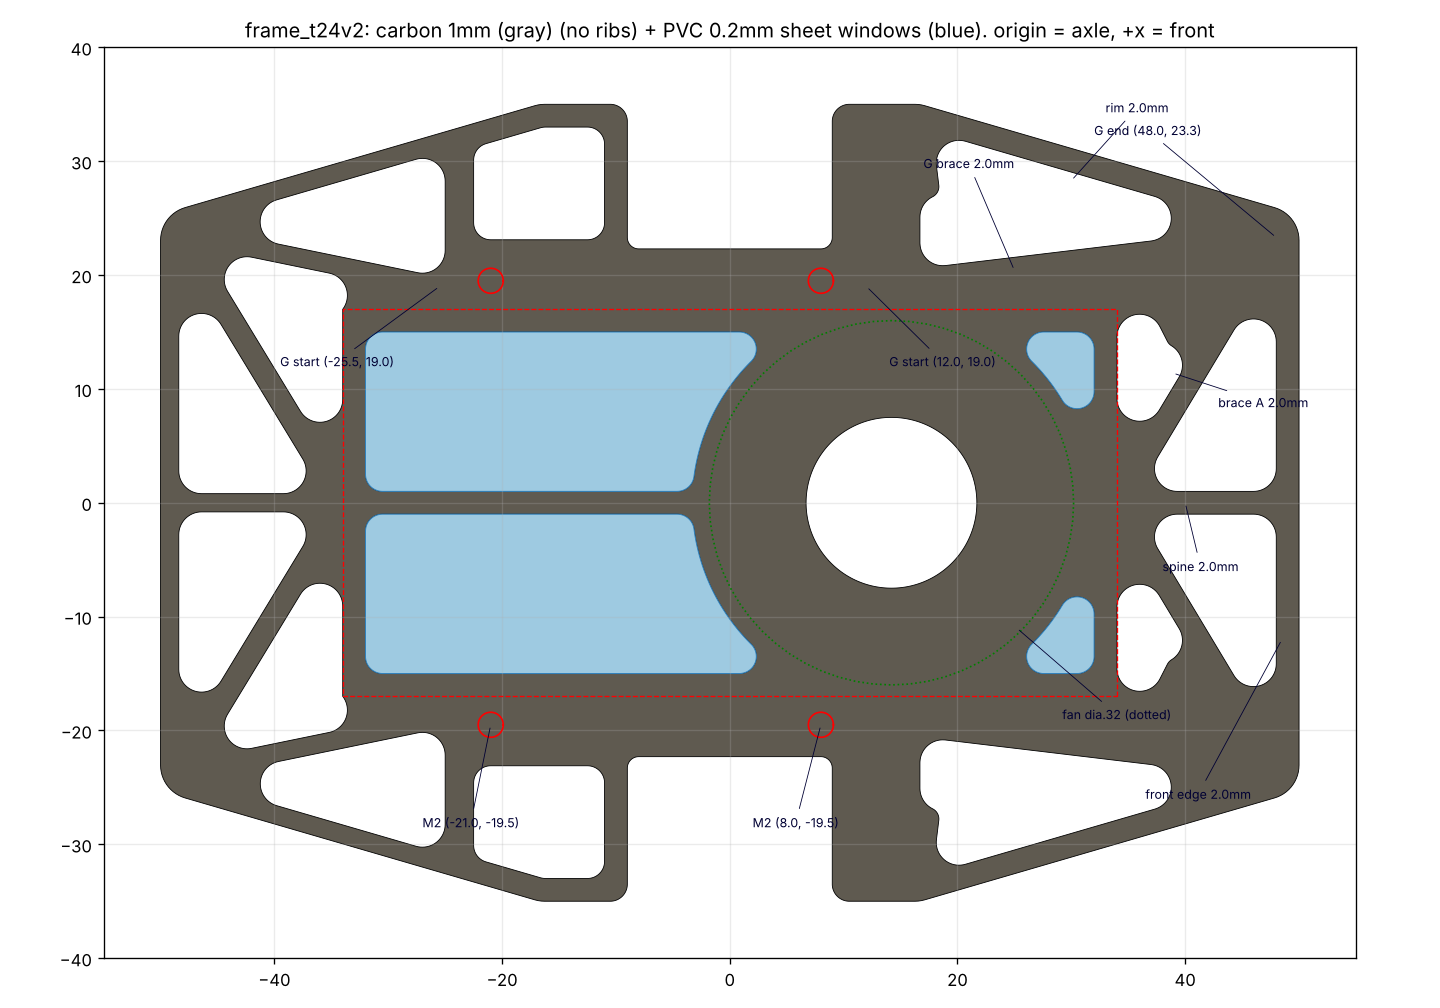 frame_t24v2: carbon 1mm (gray) (no ribs) + PVC 0.2mm sheet windows (blue). origin = axle, +x = front
40
30
20
10
0
−10
−20
−30
−40
−40
−20
0
20
40
rim 2.0mm
G end (48.0, 23.3)
G brace 2.0mm
G start (-25.5, 19.0)
G start (12.0, 19.0)
brace A 2.0mm
spine 2.0mm
fan dia.32 (dotted)
front edge 2.0mm
M2 (-21.0, -19.5)
M2 (8.0, -19.5)